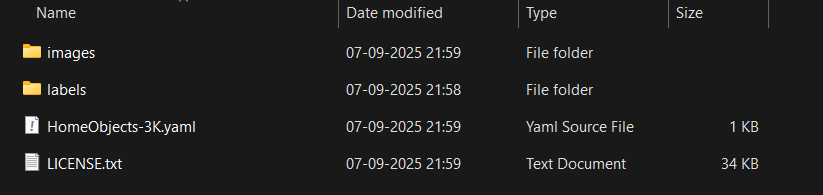 Name Date modified Type Size
images 07-09-2025 21:59 File folder
labels 07-09-2025 21:58 File folder
HomeObjects-3K.yaml 07-09-2025 21:59 Yaml Source File 1 KB
LICENSE.txt 07-09-2025 21:59 Text Document 34 KB